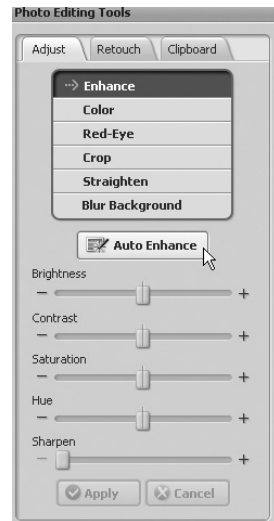 Photo Editing Tools
Adjust Retouch Clipboard
Enhance
Color
Red-Eye
Crop
Straighten
Blur Background
Auto Enhance
Brightness
- +
Contrast
- +
Saturation
- +
Hue
- +
Sharpen
- +
Apply Cancel